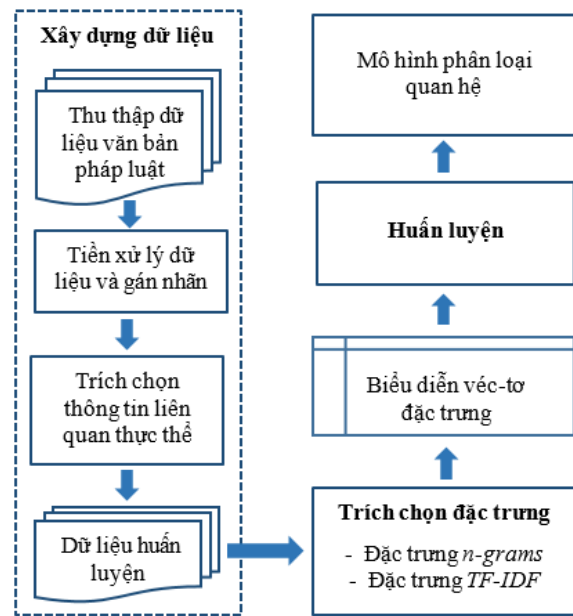 Xây dựng dữ liệu
Thu thập dữ
liệu văn bản
pháp luật
Tiền xử lý dữ
liệu và gán nhãn
Trích chọn
thông tin liên
quan thực thể
Dữ liệu huấn
luyện
Trích chọn đặc trưng
- Đặc trưng n-grams
- Đặc trưng TF-IDF
Biểu diễn véc-tơ
đặc trưng
Huấn luyện
Mô hình phân loại
quan hệ